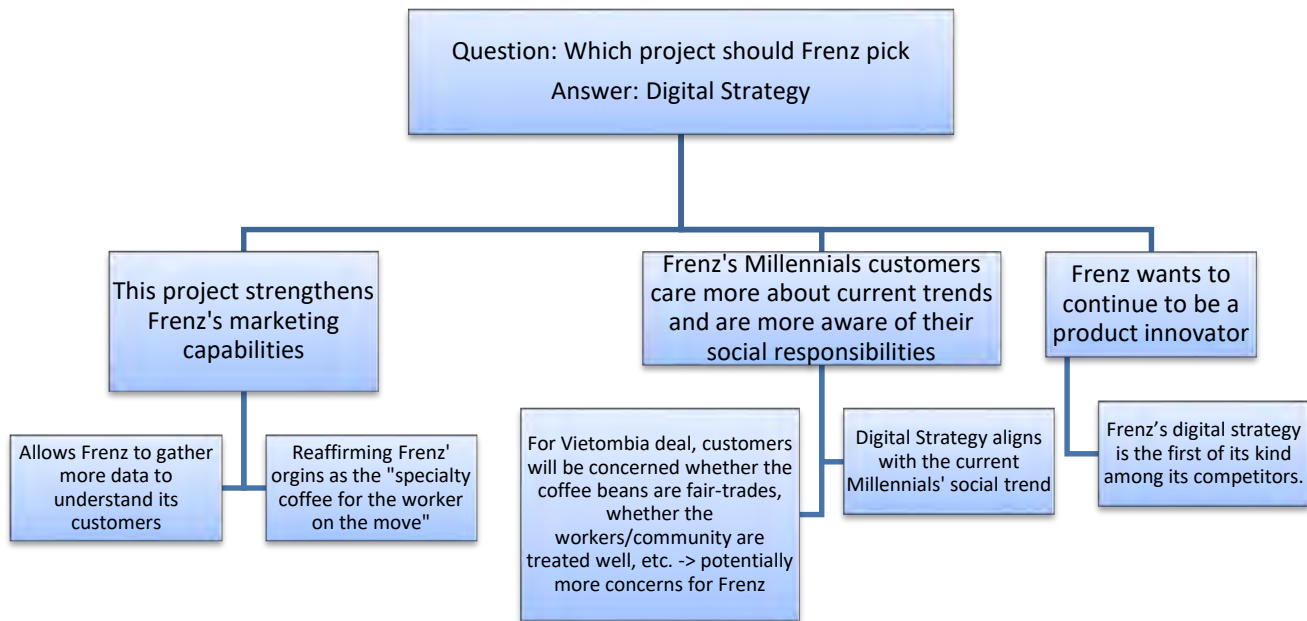 Question: Which project should Frenz pick
Answer: Digital Strategy
This project strengthens
Frenz's marketing
capabilities
Allows Frenz to gather
more data to
understand its
customers
Reaffirming Frenz'
orgins as the "specialty
coffee for the worker
on the move"
Frenz's Millennials customers
care more about current trends
and are more aware of their
social responsibilities
For Vietombia deal, customers
will be concerned whether the
coffee beans are fair-trades,
whether the
workers/community are
treated well, etc. -> potentially
more concerns for Frenz
Digital Strategy aligns
with the current
Millennials' social trend
Frenz wants to
continue to be a
product innovator
Frenz’s digital strategy
is the first of its kind
among its competitors.